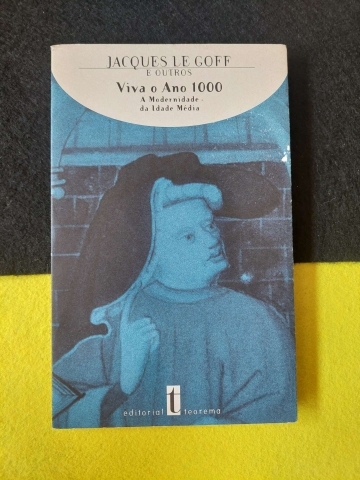 JACQUES LE GOFF
E OUTROS
Viva o Ano 1000
A Modernidade
da Idade Média
editorial t teorema